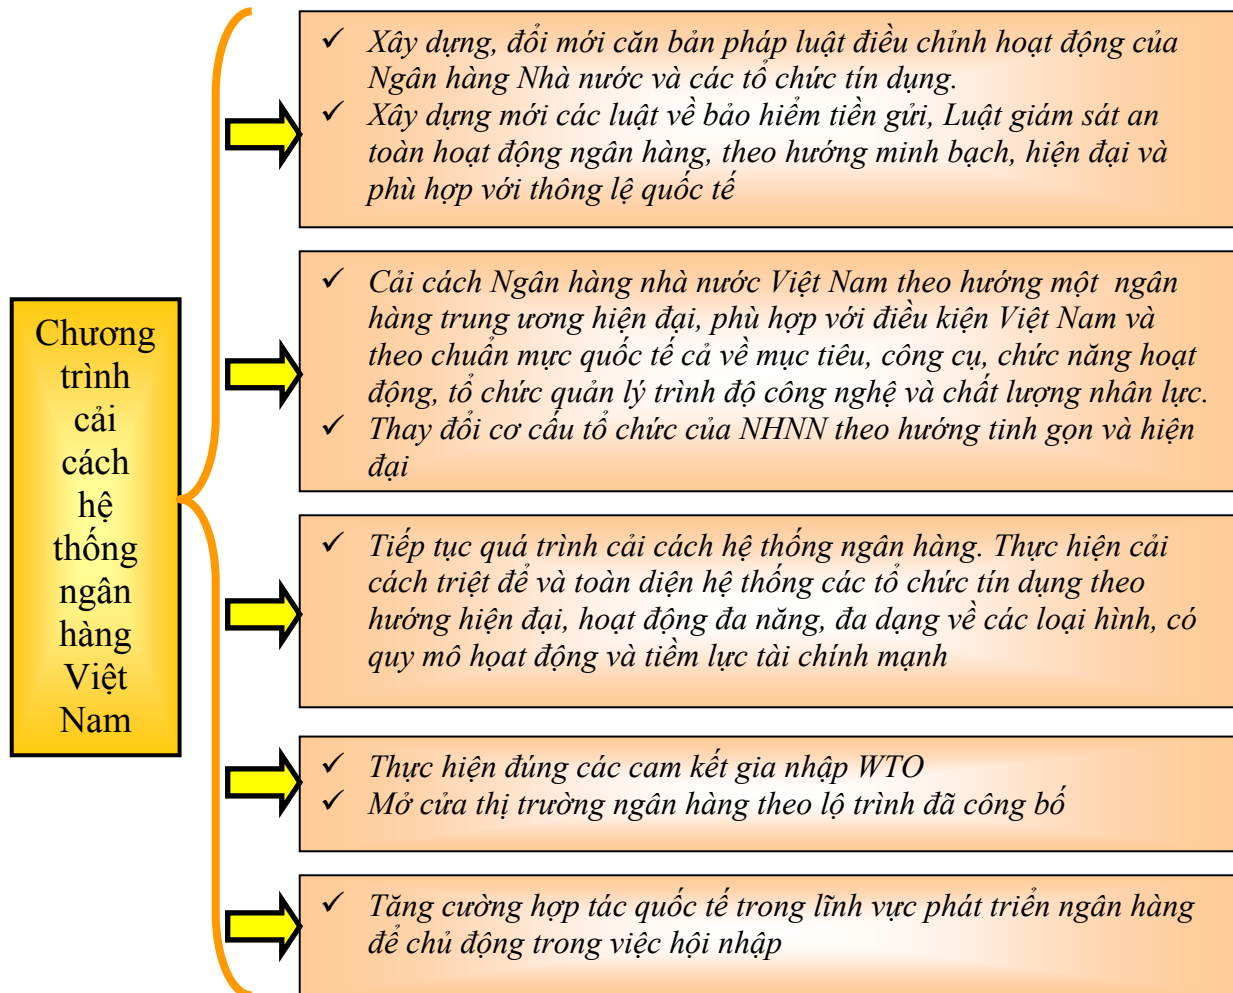 Chương
trình
cải
cách
hệ
thống
ngân
hàng
Việt
Nam
✓ Xây dựng, đổi mới căn bản pháp luật điều chỉnh hoạt động của
Ngân hàng Nhà nước và các tổ chức tín dụng.
✓ Xây dựng mới các luật về bảo hiểm tiền gửi, Luật giám sát an
toàn hoạt động ngân hàng, theo hướng minh bạch, hiện đại và
phù hợp với thông lệ quốc tế
✓ Cải cách Ngân hàng nhà nước Việt Nam theo hướng một ngân
hàng trung ương hiện đại, phù hợp với điều kiện Việt Nam và
theo chuẩn mực quốc tế cả về mục tiêu, công cụ, chức năng hoạt
động, tổ chức quản lý trình độ công nghệ và chất lượng nhân lực.
✓ Thay đổi cơ cấu tổ chức của NHNN theo hướng tinh gọn và hiện
đại
✓ Tiếp tục quá trình cải cách hệ thống ngân hàng. Thực hiện cải
cách triệt để và toàn diện hệ thống các tổ chức tín dụng theo
hướng hiện đại, hoạt động đa năng, đa dạng về các loại hình, có
quy mô họat động và tiềm lực tài chính mạnh
✓ Thực hiện đúng các cam kết gia nhập WTO
✓ Mở cửa thị trường ngân hàng theo lộ trình đã công bố
✓ Tăng cường hợp tác quốc tế trong lĩnh vực phát triển ngân hàng
để chủ động trong việc hội nhập